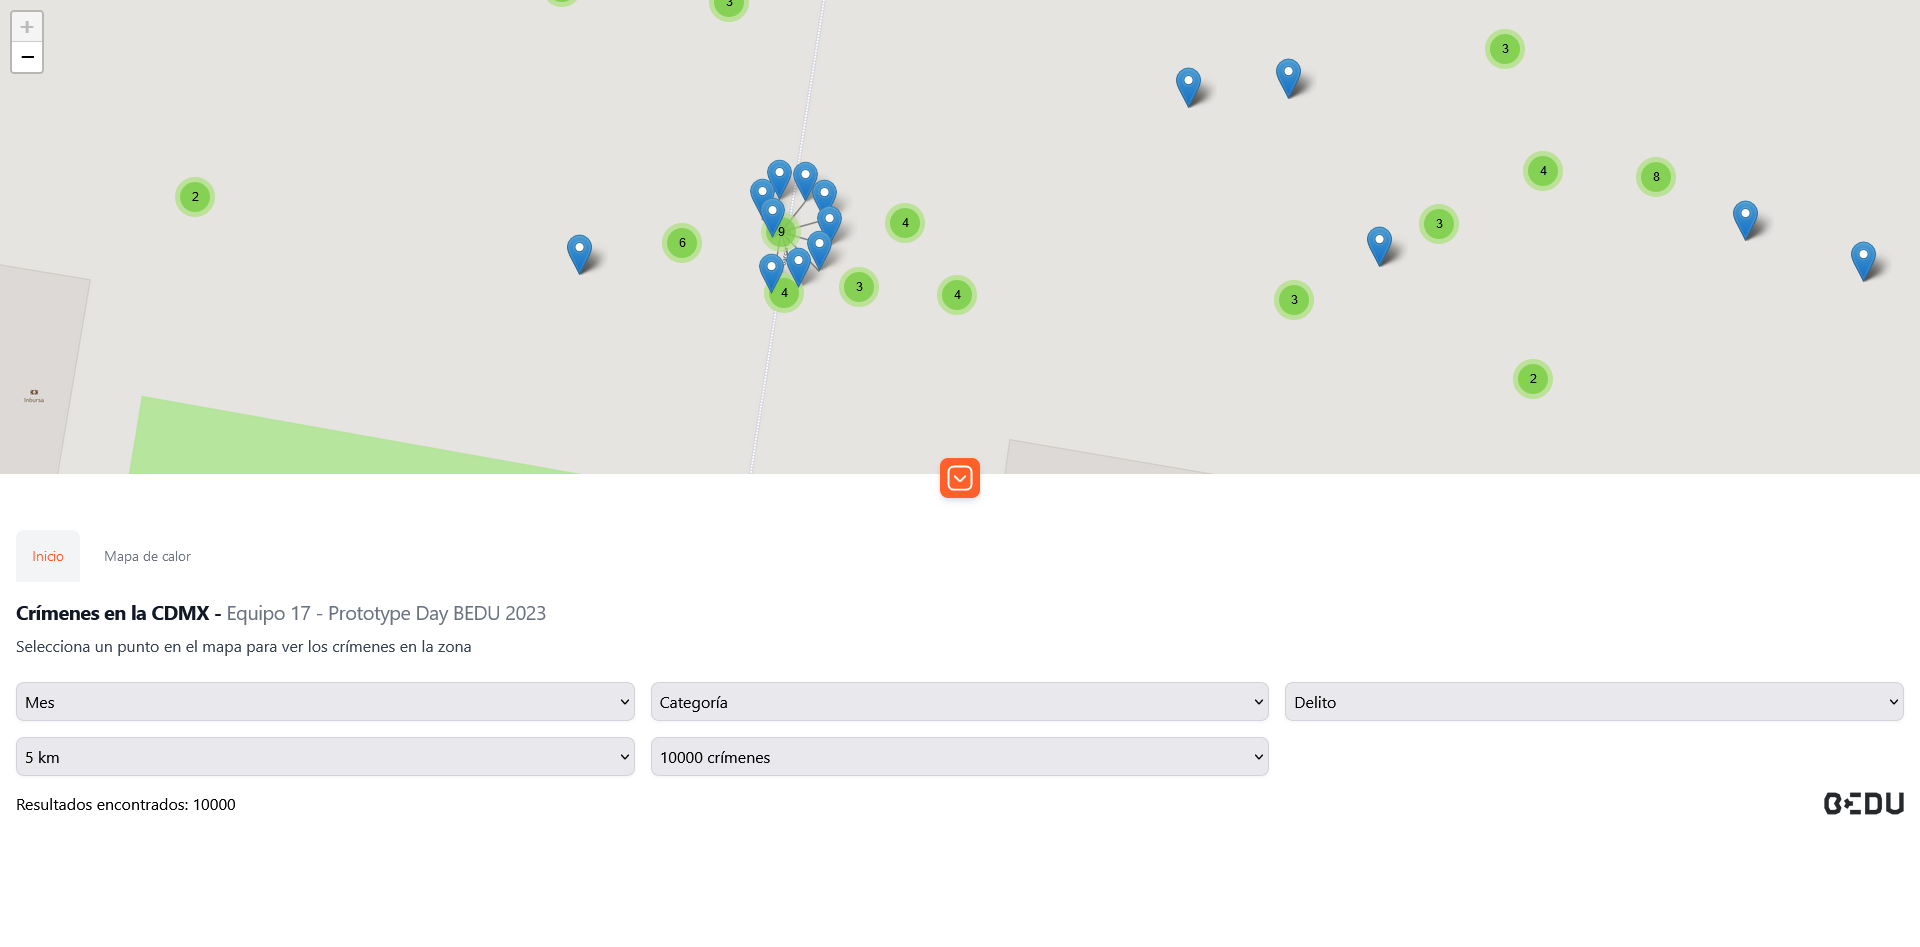 3
+
−
3
4
8
2
3
4
9
6
3
4
4
3
2
Inbursa
Inicio
Mapa de calor
Crímenes en la CDMX - Equipo 17 - Prototype Day BEDU 2023
Selecciona un punto en el mapa para ver los crímenes en la zona
Mes
Categoría
Delito
5 km
10000 crímenes
Resultados encontrados: 10000
BEDU